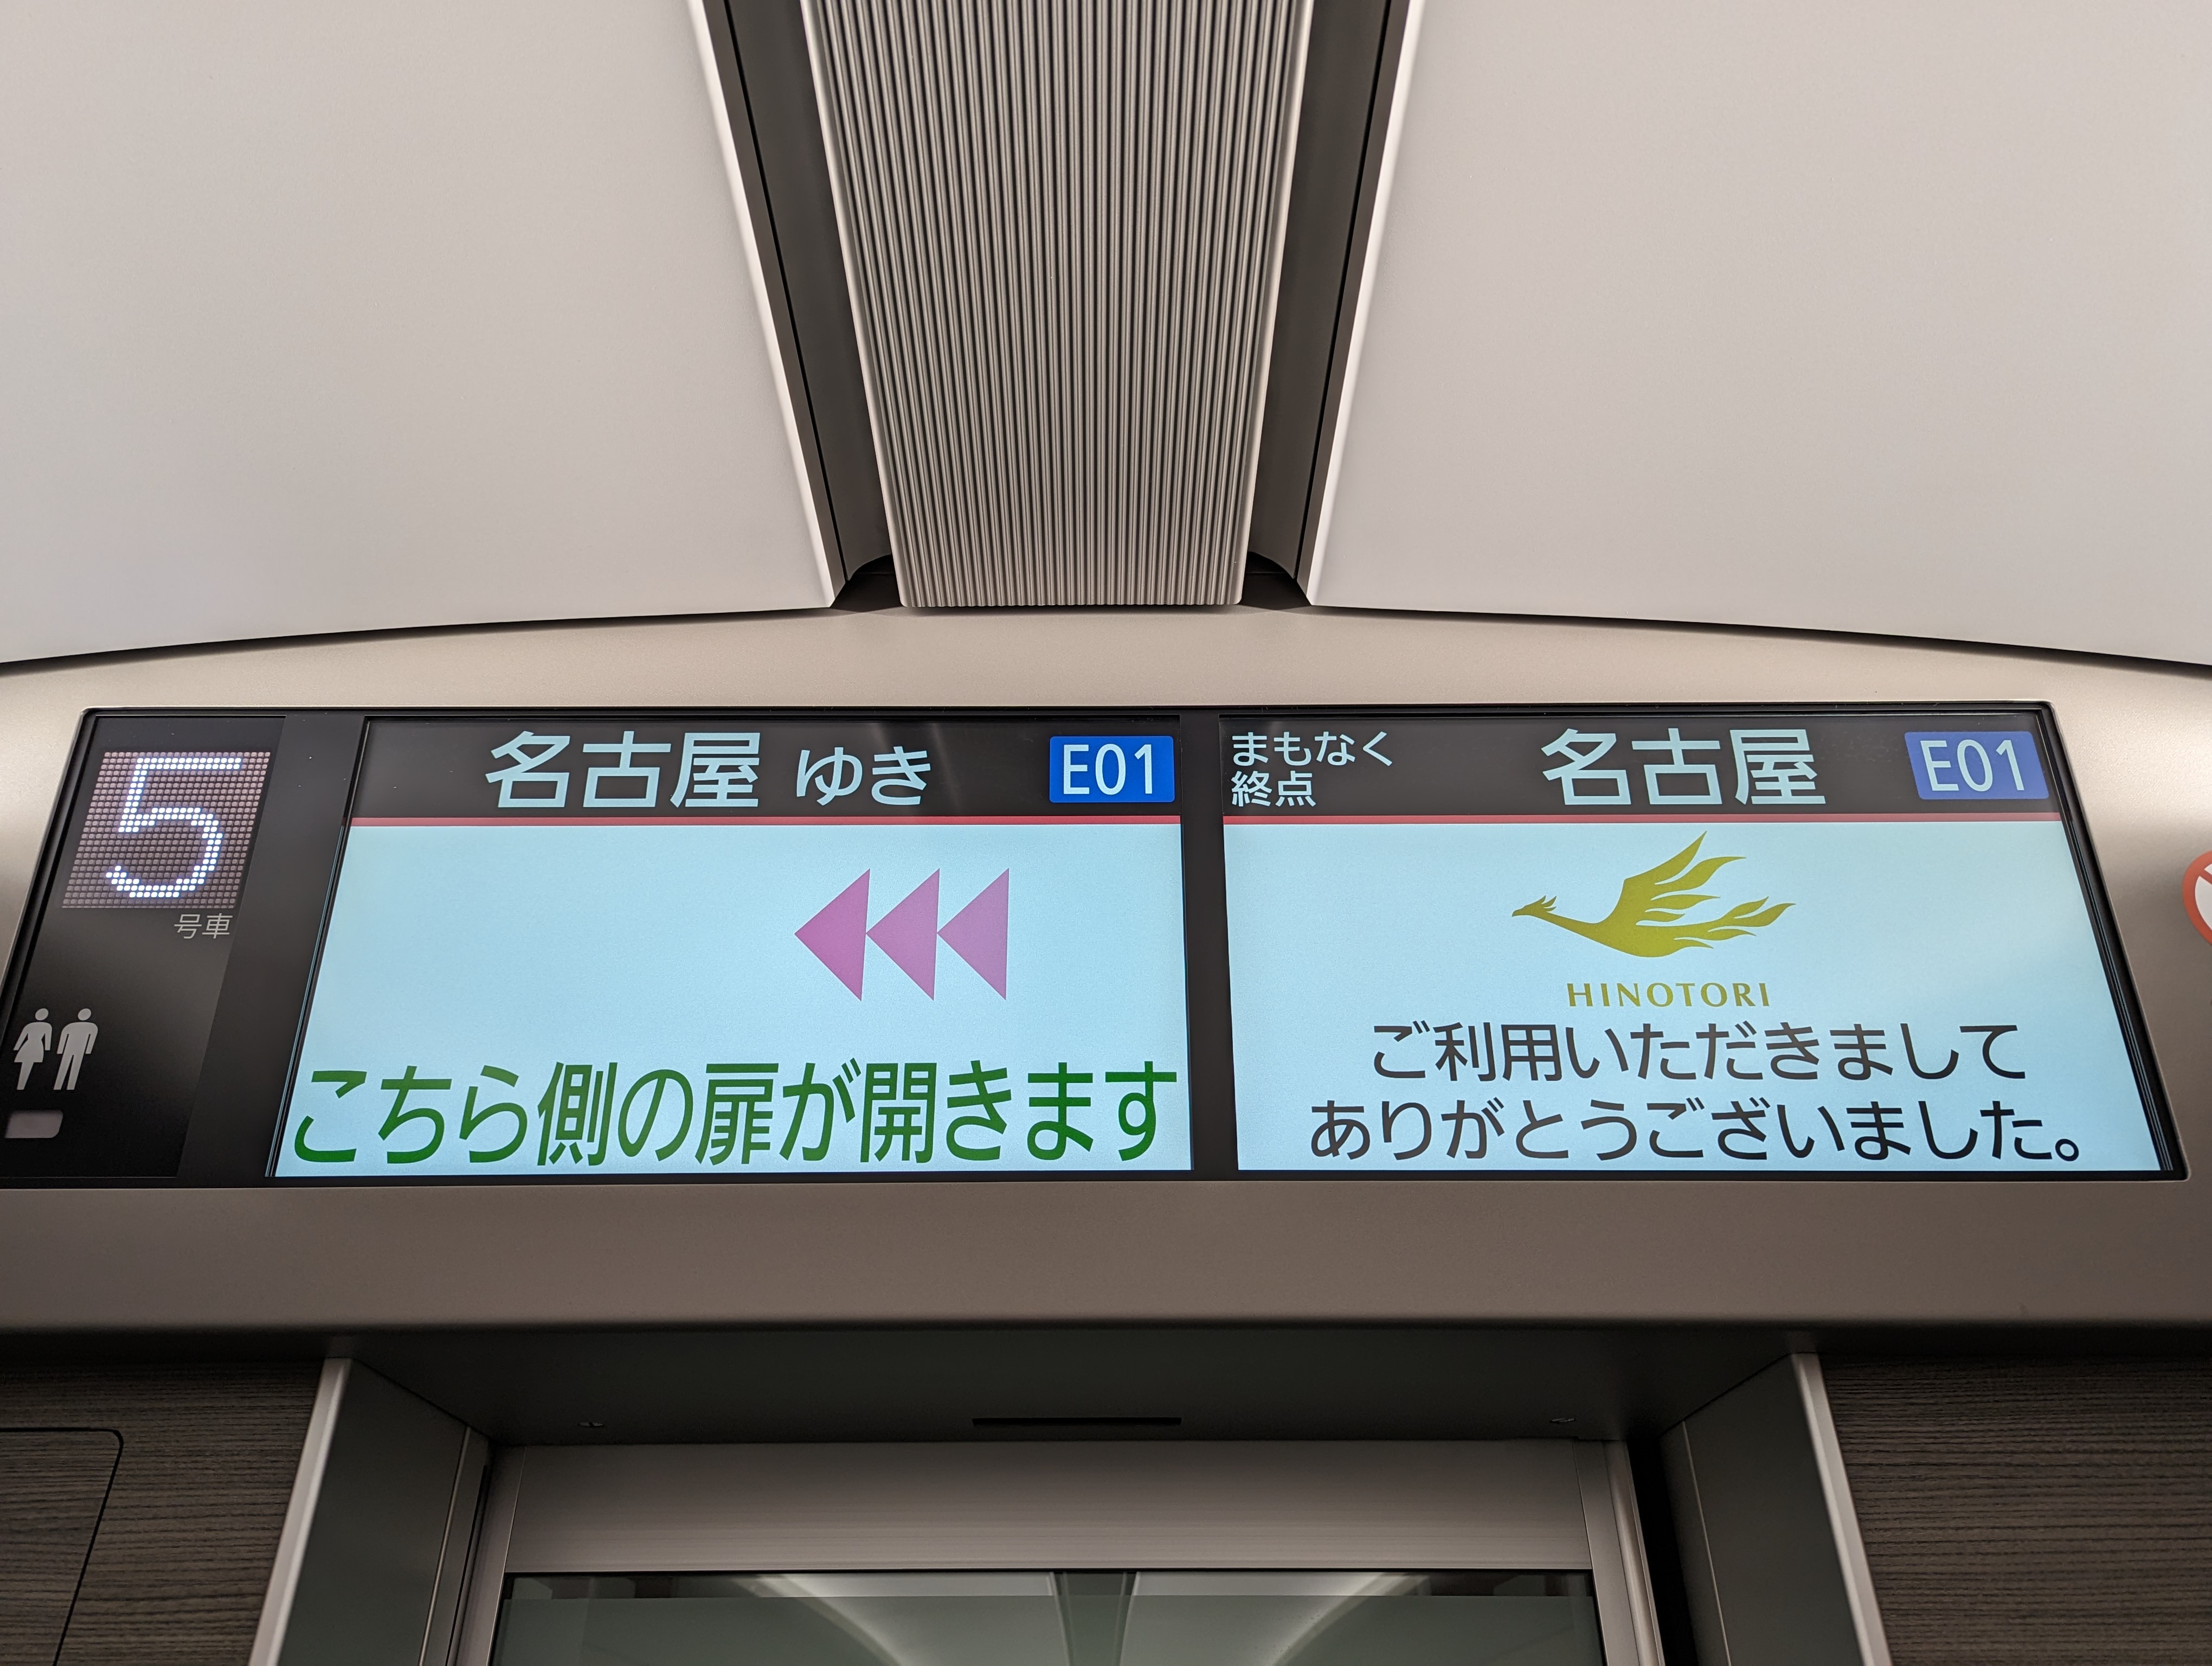 5
号車
名古屋 ゆき E01
こちら側の扉が開きます
まもなく
終点
名古屋 E01
HINOTORI
ご利用いただきまして
ありがとうございました。